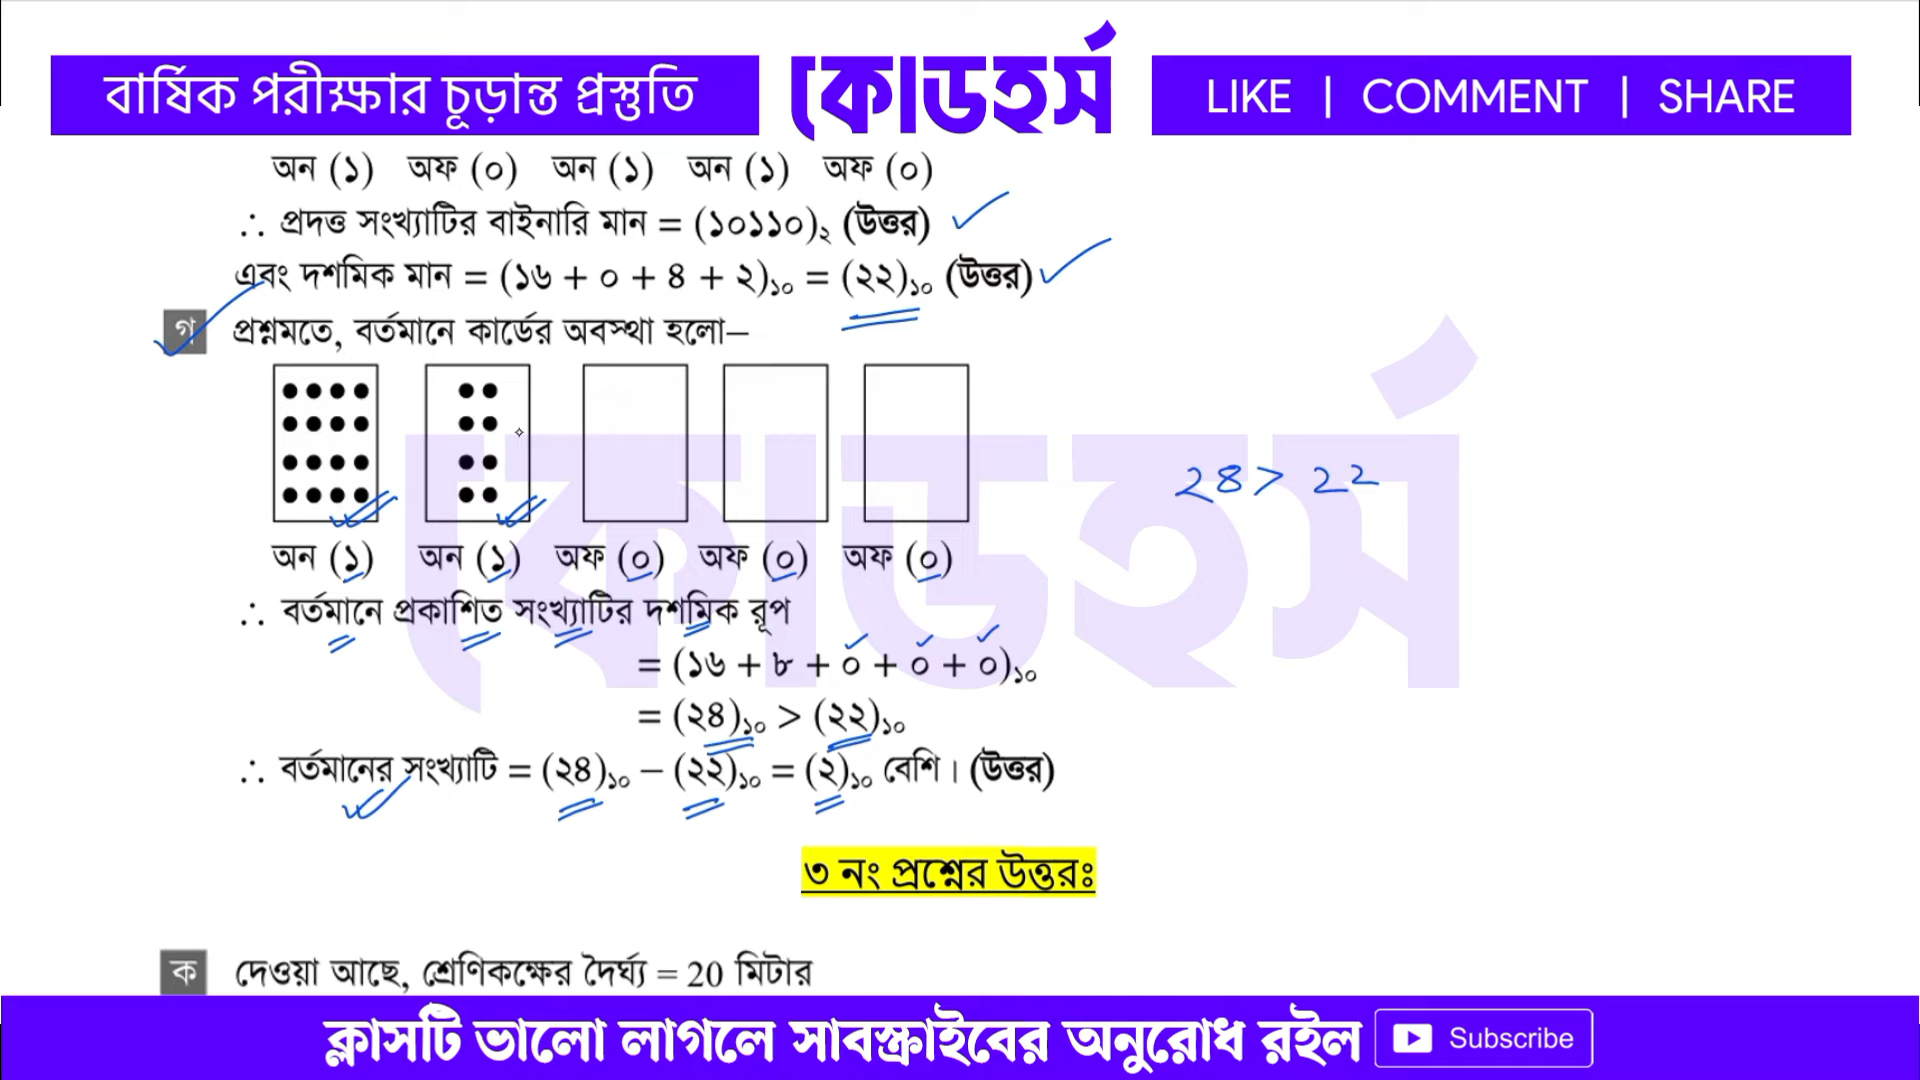 বার্ষিক পরীক্ষার চূড়ান্ত প্রস্তুতি
কোডহর্স
LIKE | COMMENT | SHARE
অন (১) অফ (০) অন (১) অন (১) অফ (০)
∴ প্রদত্ত সংখ্যাটির বাইনারি মান = (১০১১০)₂ (উত্তর)
এবং দশমিক মান = (১৬ + ০ + ৪ + ২)₁₀ = (২২)₁₀ (উত্তর)
গ প্রশ্নমতে, বর্তমানে কার্ডের অবস্থা হলো–
২৪> ২২
অন (১) অন (১) অফ (০) অফ (০) অফ (০)
∴ বর্তমানে প্রকাশিত সংখ্যাটির দশমিক রূপ
= (১৬ + ৮ + ০ + ০ + ০)₁₀
= (২৪)₁₀ > (২২)₁₀
∴ বর্তমানের সংখ্যাটি = (২৪)₁₀ – (২২)₁₀ = (২)₁₀ বেশি। (উত্তর)
৩ নং প্রশ্নের উত্তরঃ
ক দেওয়া আছে, শ্রেণিকক্ষের দৈর্ঘ্য = 20 মিটার
ক্লাসটি ভালো লাগলে সাবস্ক্রাইবের অনুরোধ রইল
Subscribe
কোডহর্স